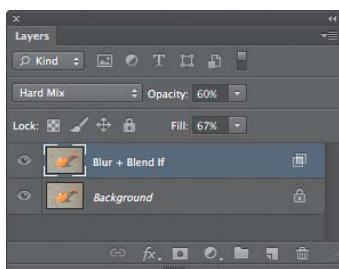 Layers
Kind
Hard Mix Opacity: 60%
Lock: Fill: 67%
Blur + Blend If
Background
fx